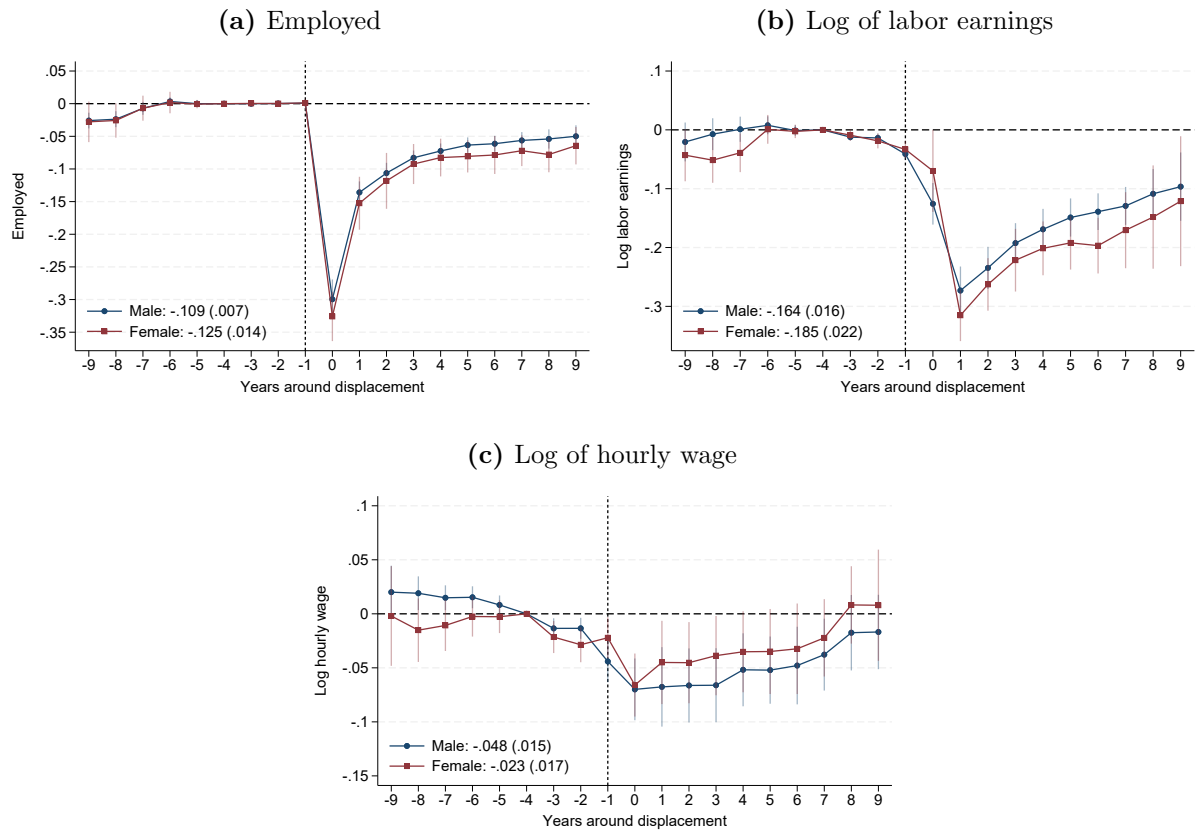 (a) Employed
.05
0
-.05
-.1
-.15
-.2
-.25
-.3
-.35
Employed
Male: -.109 (.007)
Female: -.125 (.014)
-9 -8 -7 -6 -5 -4 -3 -2 -1 0 1 2 3 4 5 6 7 8 9
Years around displacement
(b) Log of labor earnings
.1
0
-.1
-.2
-.3
Log labor earnings
Male: -.164 (.016)
Female: -.185 (.022)
-9 -8 -7 -6 -5 -4 -3 -2 -1 0 1 2 3 4 5 6 7 8 9
Years around displacement
(c) Log of hourly wage
.1
.05
0
-.05
-.1
-.15
Log hourly wage
Male: -.048 (.015)
Female: -.023 (.017)
-9 -8 -7 -6 -5 -4 -3 -2 -1 0 1 2 3 4 5 6 7 8 9
Years around displacement